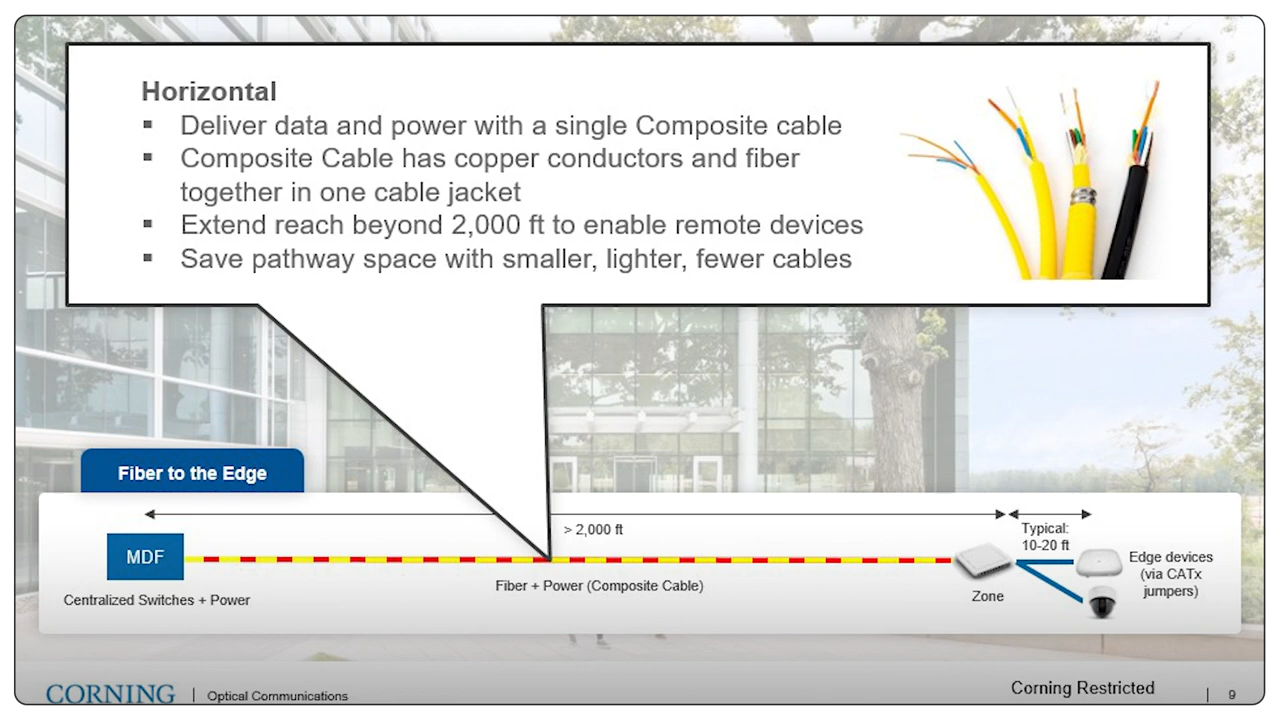 Horizontal
▪ Deliver data and power with a single Composite cable
▪ Composite Cable has copper conductors and fiber
together in one cable jacket
▪ Extend reach beyond 2,000 ft to enable remote devices
▪ Save pathway space with smaller, lighter, fewer cables
Fiber to the Edge
> 2,000 ft
Typical:
10-20 ft
MDF
Edge devices
(via CATx
jumpers)
Fiber + Power (Composite Cable)
Zone
Centralized Switches + Power
CORNING | Optical Communications
Corning Restricted | 9